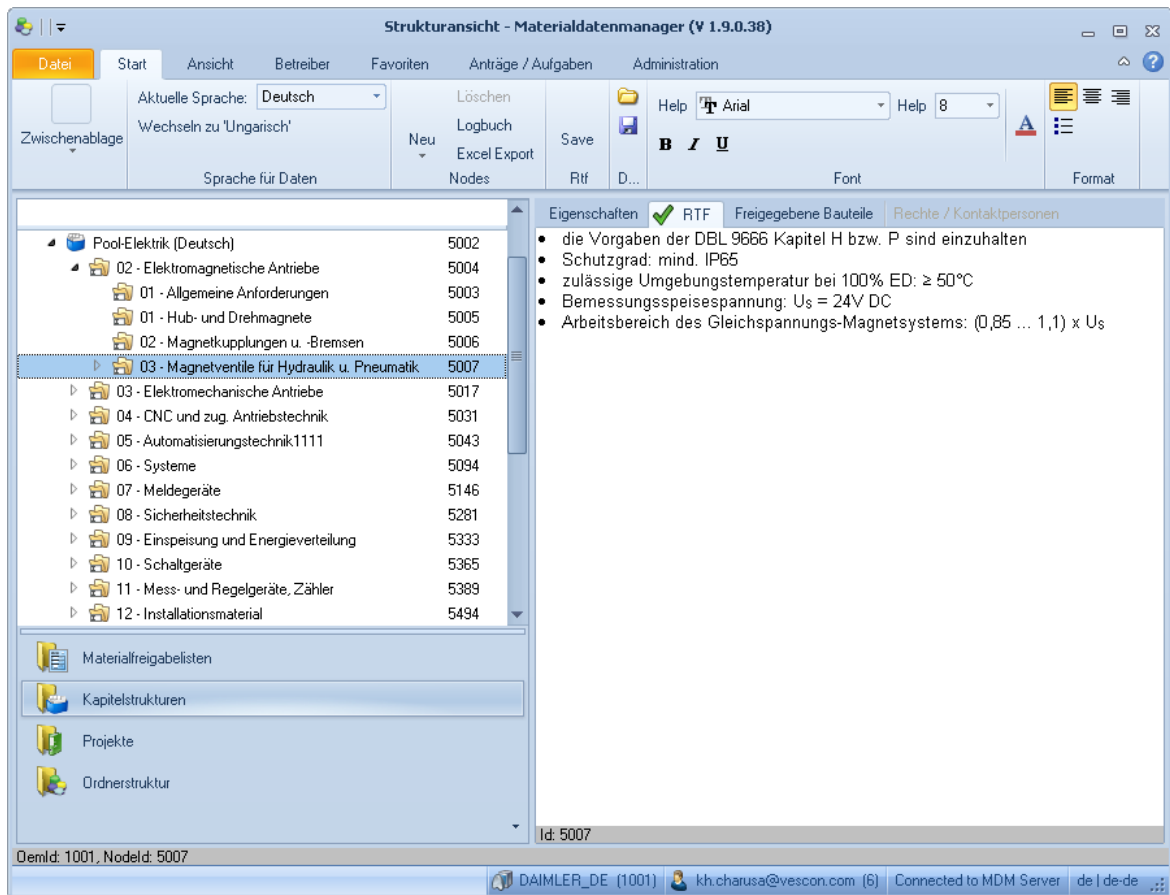 Strukturansicht - Materialdatenmanager (V 1.9.0.38)
Datei Start Ansicht Betreiber Favoriten Anträge / Aufgaben Administration
Zwischenablage
Aktuelle Sprache: Deutsch
Wechseln zu 'Ungarisch'
Sprache für Daten
Neu
Löschen
Logbuch
Excel Export
Nodes
Save
Rtf
D...
Help Arial Help 8
B I U A
Font
Format
Pool-Elektrik (Deutsch) 5002
02 - Elektromagnetische Antriebe 5004
01 - Allgemeine Anforderungen 5003
01 - Hub- und Drehmagnete 5005
02 - Magnetkupplungen u. -Bremsen 5006
03 - Magnetventile für Hydraulik u. Pneumatik 5007
03 - Elektromechanische Antriebe 5017
04 - CNC und zug. Antriebstechnik 5031
05 - Automatisierungstechnik1111 5043
06 - Systeme 5094
07 - Meldegeräte 5146
08 - Sicherheitstechnik 5281
09 - Einspeisung und Energieverteilung 5333
10 - Schaltgeräte 5365
11 - Mess- und Regelgeräte, Zähler 5389
12 - Installationsmaterial 5494
Materialfreigabelisten
Kapitelstrukturen
Projekte
Ordnerstruktur
Eigenschaften RTF Freigegebene Bauteile Rechte / Kontaktpersonen
• die Vorgaben der DBL 9666 Kapitel H bzw. P sind einzuhalten
• Schutzgrad: mind. IP65
• zulässige Umgebungstemperatur bei 100% ED: ≥ 50°C
• Bemessungsspeisespannung: Us = 24V DC
• Arbeitsbereich des Gleichspannungs-Magnetsystems: (0,85 ... 1,1) x Us
Id: 5007
OemId: 1001, NodeId: 5007
DAIMLER_DE (1001) kh.charusa@vescon.com (6) Connected to MDM Server de | de-de